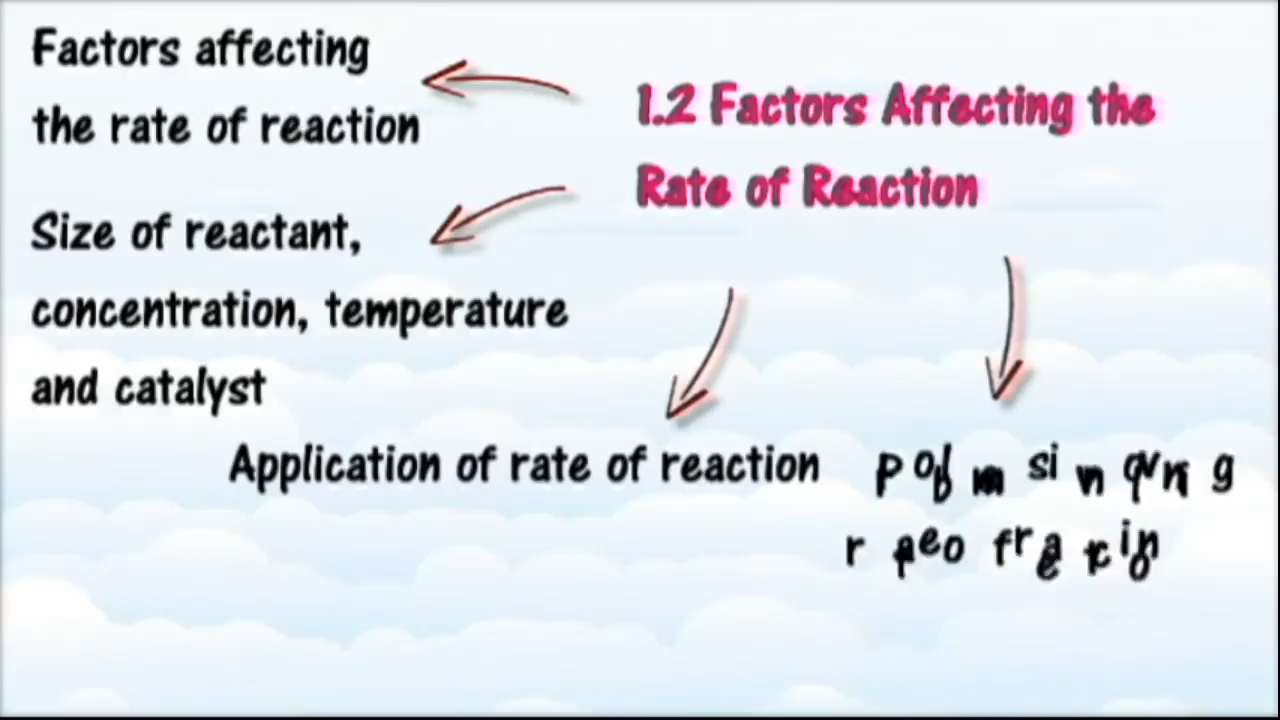 Factors affecting
the rate of reaction
1.2 Factors Affecting the
Rate of Reaction
Size of reactant,
concentration, temperature
and catalyst
Application of rate of reaction